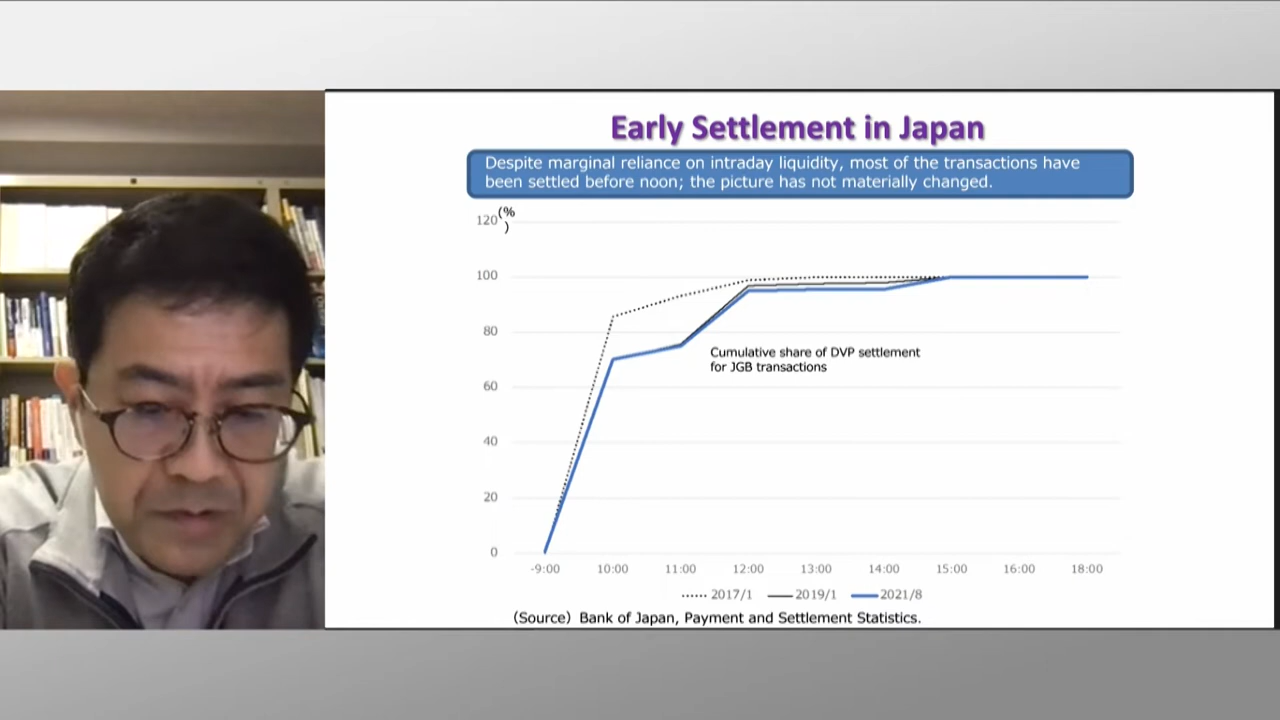 Early Settlement in Japan
Despite marginal reliance on intraday liquidity, most of the transactions have
been settled before noon; the picture has not materially changed.
(%
)
120
100
80
60
40
20
0
Cumulative share of DVP settlement
for JGB transactions
-9:00 10:00 11:00 12:00 13:00 14:00 15:00 16:00 18:00
2017/1 2019/1 2021/8
(Source) Bank of Japan, Payment and Settlement Statistics.